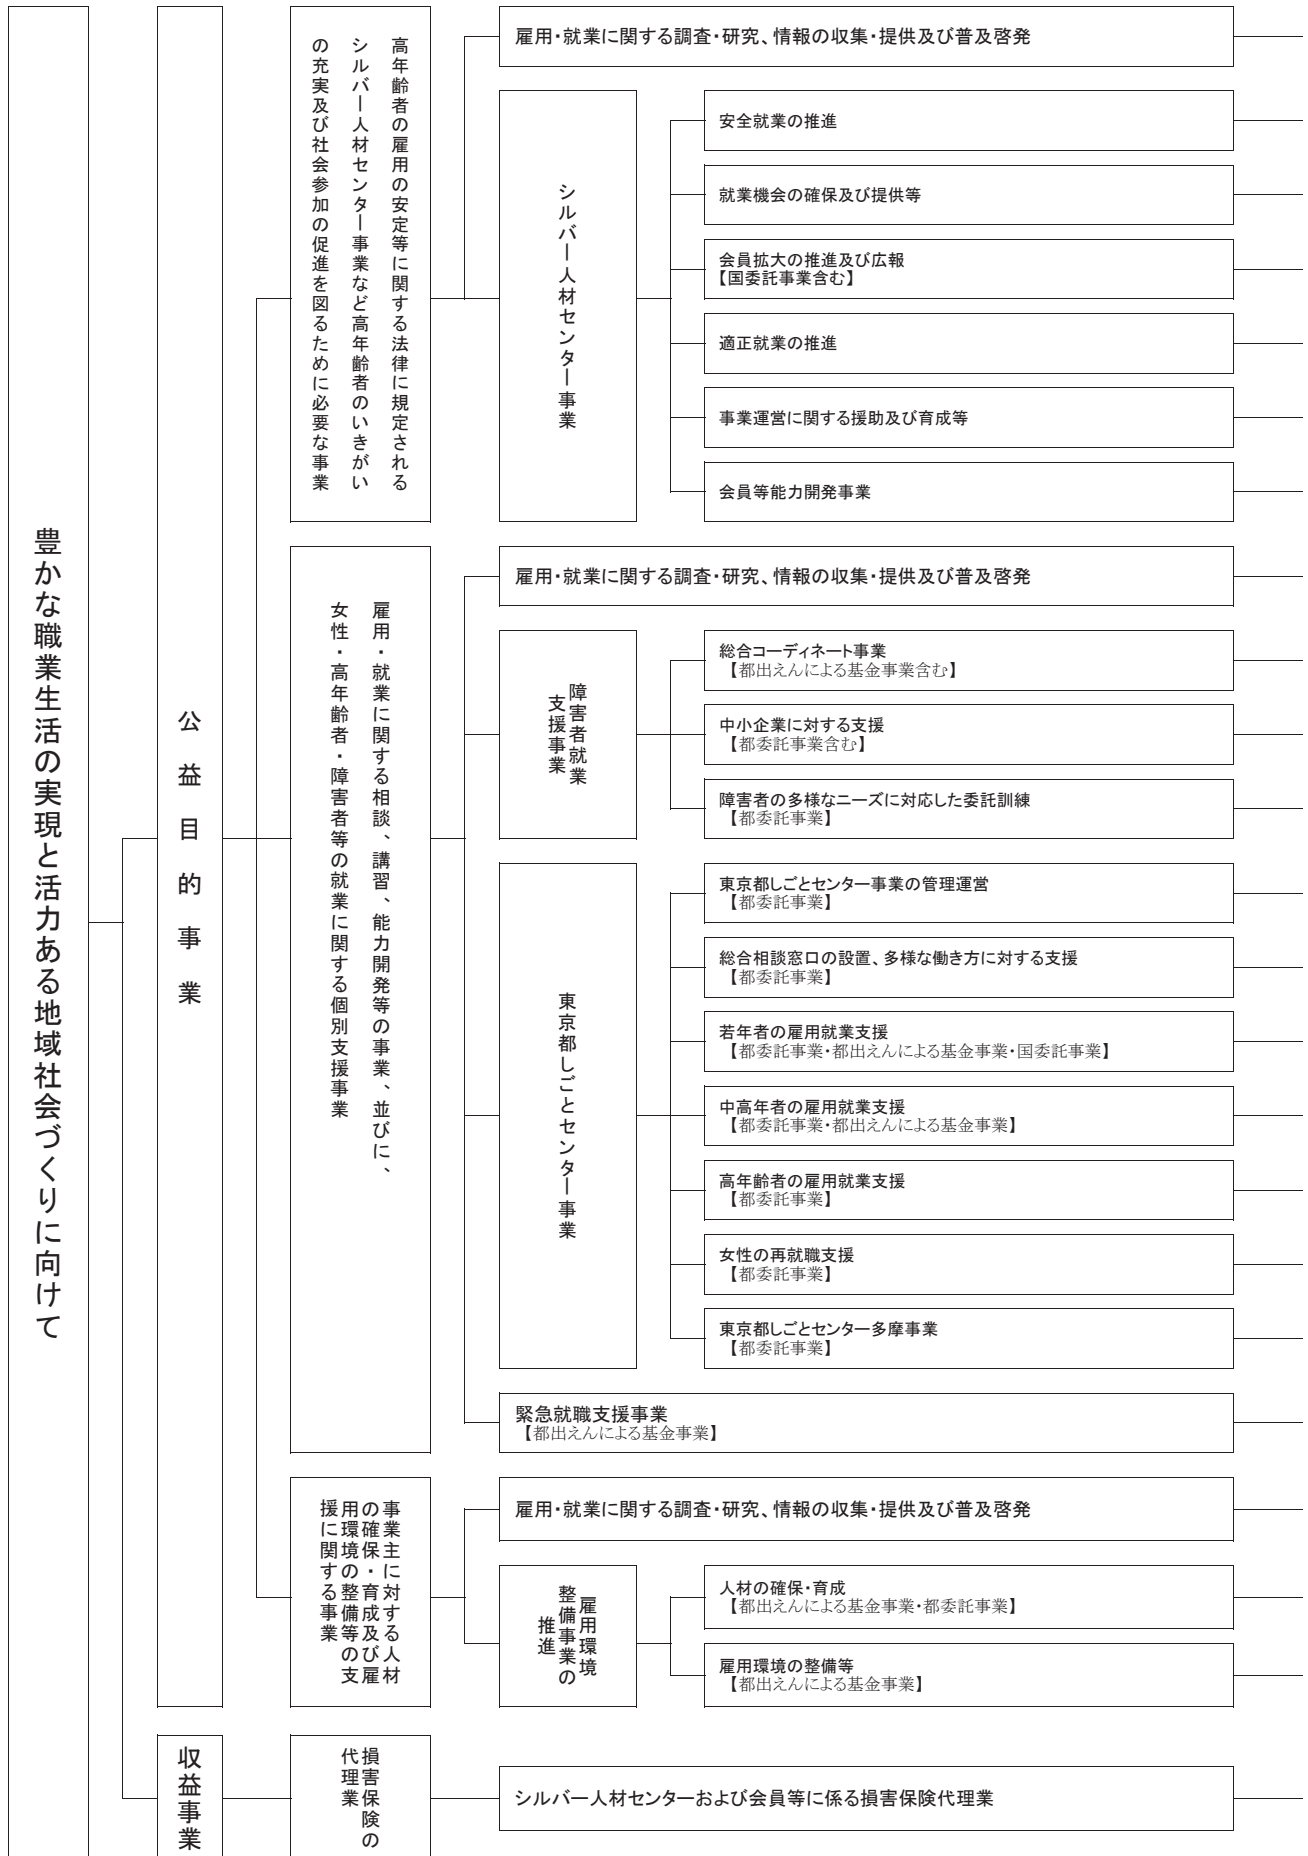 豊かな職業生活の実現と活力ある地域社会づくりに向けて
公益目的事業
高年齢者の雇用の安定等に関する法律に規定される
シルバー人材センター事業など高年齢者のいきがい
の充実及び社会参加の促進を図るために必要な事業
雇用・就業に関する調査・研究、情報の収集・提供及び普及啓発
シルバー人材センター事業
安全就業の推進
就業機会の確保及び提供等
会員拡大の推進及び広報
【国委託事業含む】
適正就業の推進
事業運営に関する援助及び育成等
会員等能力開発事業
雇用・就業に関する相談、講習、能力開発等の事業、並びに、
女性・高年齢者・障害者等の就業に関する個別支援事業
雇用・就業に関する調査・研究、情報の収集・提供及び普及啓発
障害者就業
支援事業
総合コーディネート事業
【都出えんによる基金事業含む】
中小企業に対する支援
【都委託事業含む】
障害者の多様なニーズに対応した委託訓練
【都委託事業】
東京都しごとセンター事業
東京都しごとセンター事業の管理運営
【都委託事業】
総合相談窓口の設置、多様な働き方に対する支援
【都委託事業】
若年者の雇用就業支援
【都委託事業・都出えんによる基金事業・国委託事業】
中高年者の雇用就業支援
【都委託事業・都出えんによる基金事業】
高年齢者の雇用就業支援
【都委託事業】
女性の再就職支援
【都委託事業】
東京都しごとセンター多摩事業
【都委託事業】
緊急就職支援事業
【都出えんによる基金事業】
事業主に対する人材
の確保・育成及び雇
用環境の整備等の支
援に関する事業
雇用・就業に関する調査・研究、情報の収集・提供及び普及啓発
雇用環境
整備事業の
推進
人材の確保・育成
【都出えんによる基金事業・都委託事業】
雇用環境の整備等
【都出えんによる基金事業】
収益事業
損害保険の
代理業
シルバー人材センターおよび会員等に係る損害保険代理業